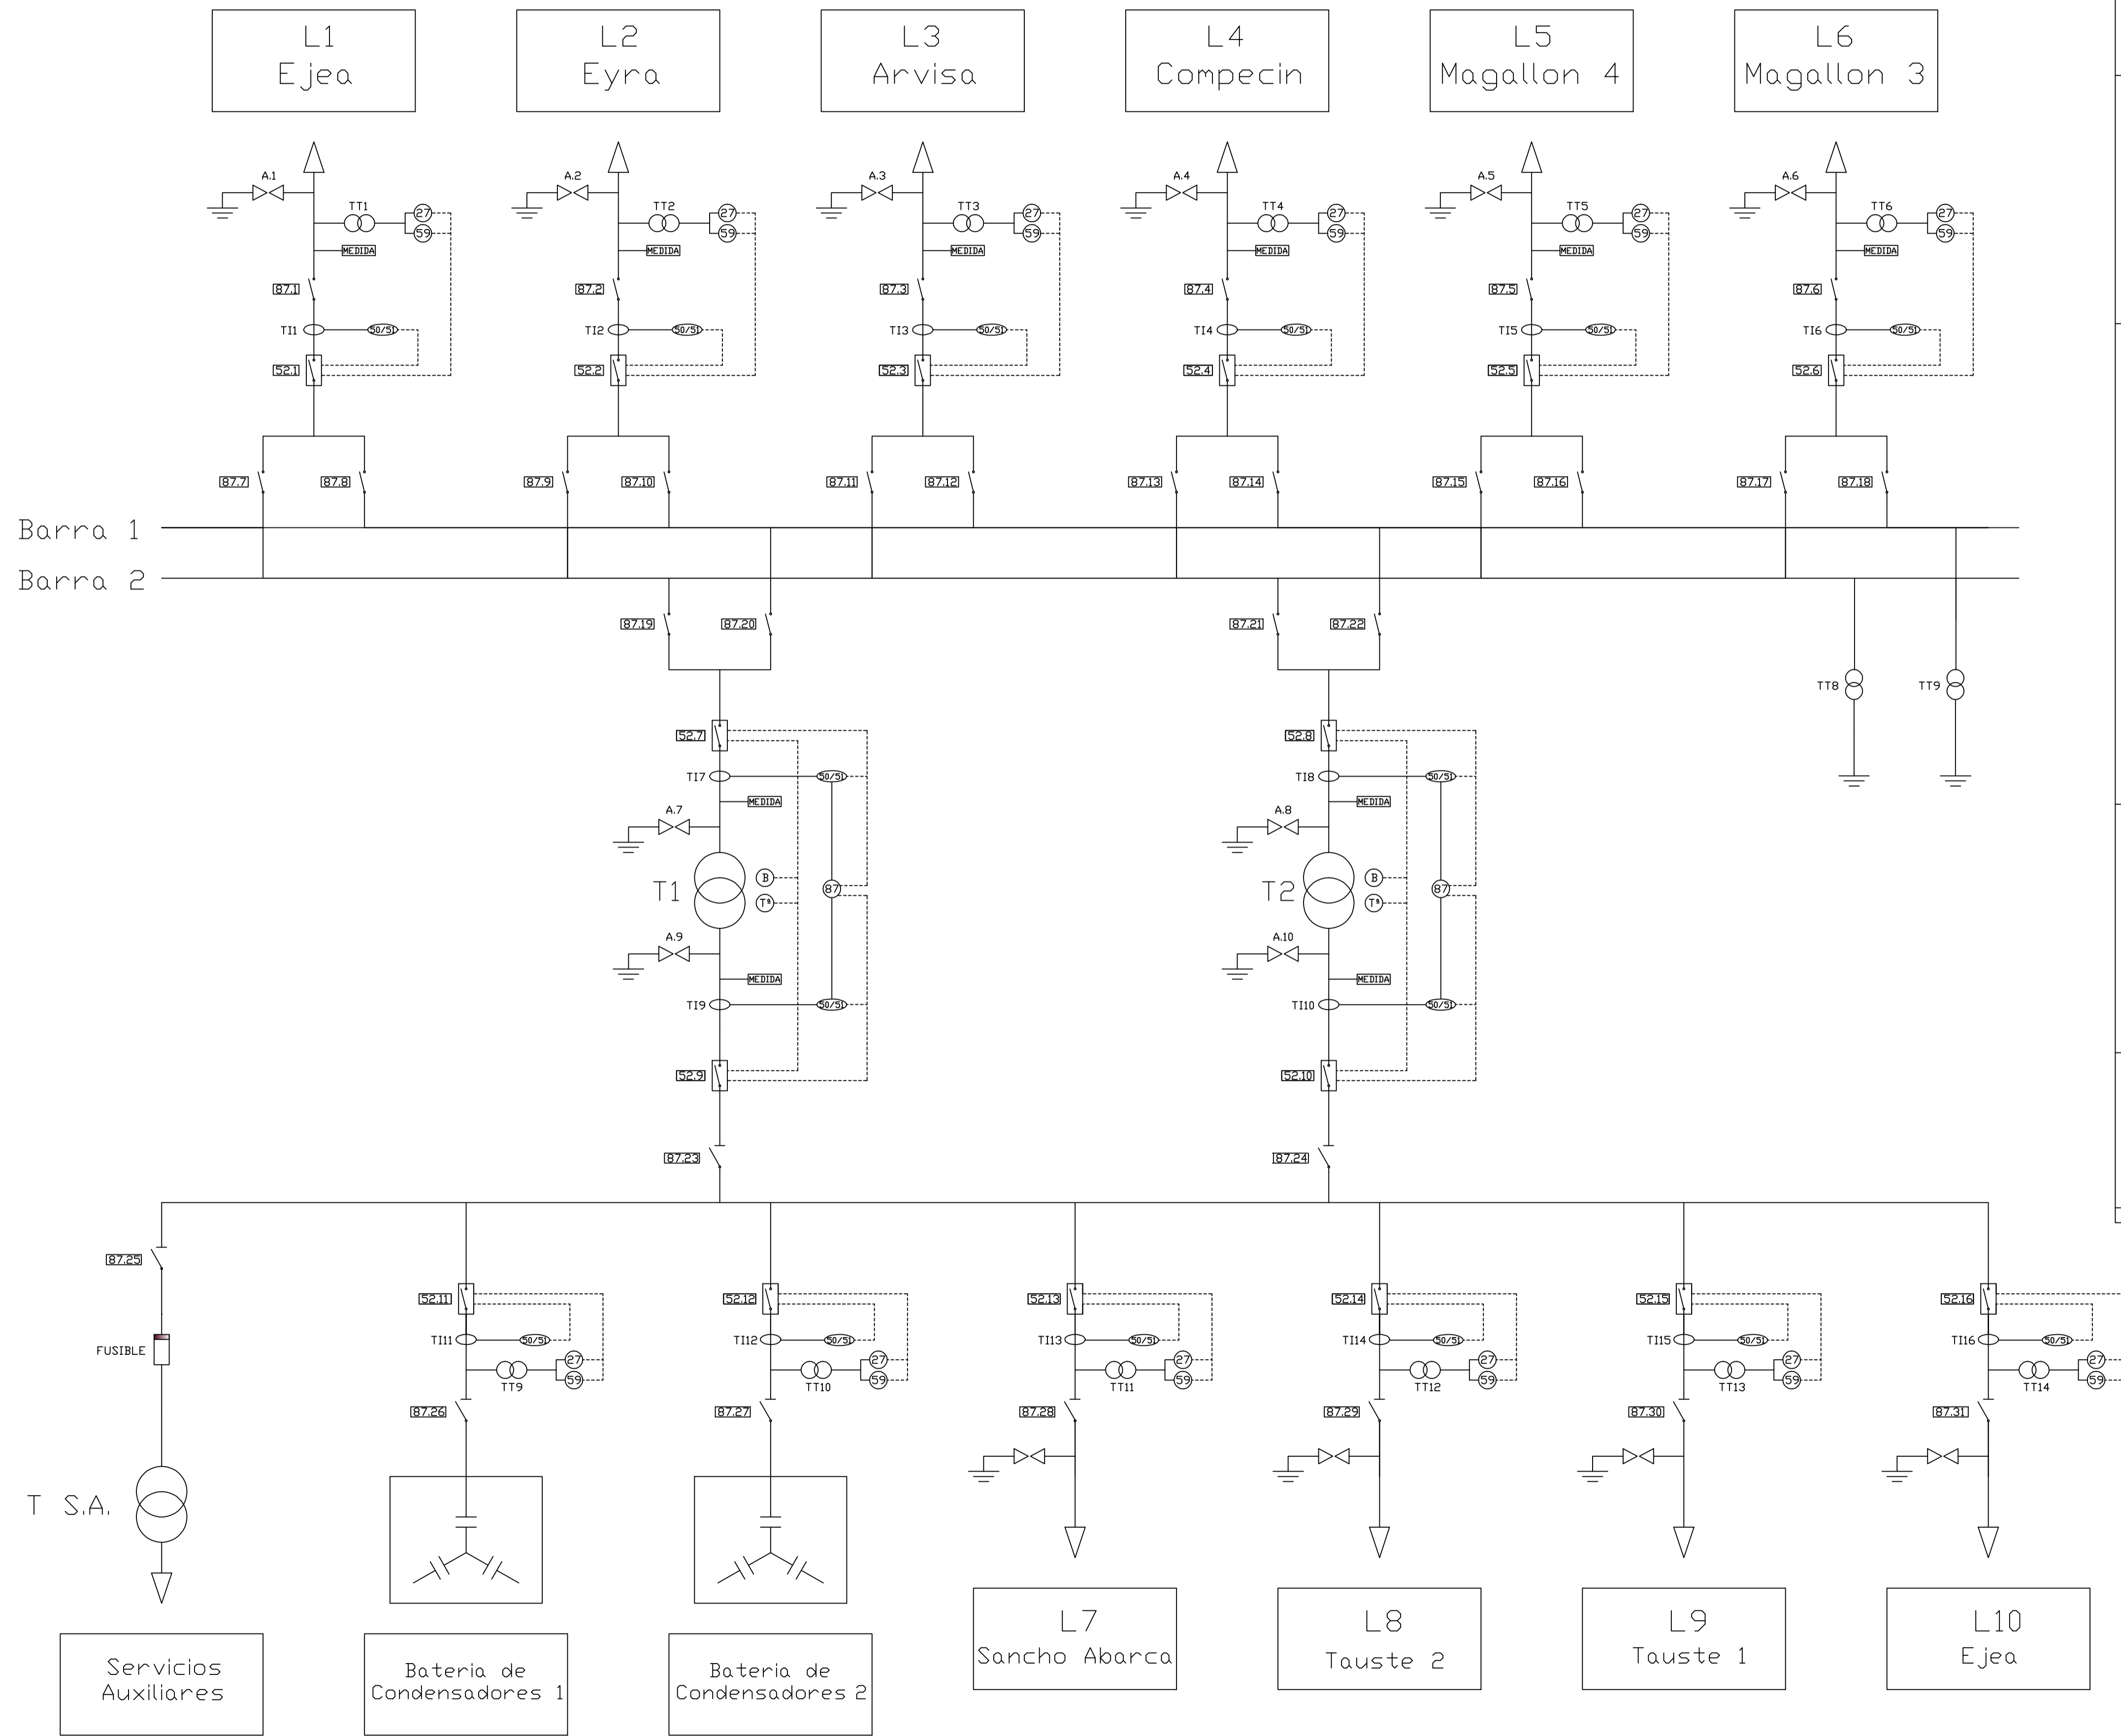 L1
Ejea
L2
Eyra
L3
Arvisa
L4
Compecin
L5
Magallon 4
L6
Magallon 3
A.1
TT1
27
59
MEDIDA
87.1
TI1
50/51
52.1
87.7
87.8
A.2
TT2
27
59
MEDIDA
87.2
TI2
50/51
52.2
87.9
87.10
A.3
TT3
27
59
MEDIDA
87.3
TI3
50/51
52.3
87.11
87.12
A.4
TT4
27
59
MEDIDA
87.4
TI4
50/51
52.4
87.13
87.14
A.5
TT5
27
59
MEDIDA
87.5
TI5
50/51
52.5
87.15
87.16
A.6
TT6
27
59
MEDIDA
87.6
TI6
50/51
52.6
87.17
87.18
Barra 1
Barra 2
87.19
87.20
52.7
TI7
50/51
MEDIDA
A.7
T1
B
Tª
87
A.9
MEDIDA
TI9
50/51
52.9
87.23
87.21
87.22
52.8
TI8
50/51
MEDIDA
A.8
T2
B
Tª
87
A.10
MEDIDA
TI10
50/51
52.10
87.24
TT8
TT9
87.25
FUSIBLE
T S.A.
Servicios
Auxiliares
52.11
TI11
50/51
27
59
TT9
87.26
Bateria de
Condensadores 1
52.12
TI12
50/51
27
59
TT10
87.27
Bateria de
Condensadores 2
52.13
TI13
50/51
27
59
TT11
87.28
L7
Sancho Abarca
52.14
TI14
50/51
27
59
TT12
87.29
L8
Tauste 2
52.15
TI15
50/51
27
59
TT13
87.30
L9
Tauste 1
52.16
TI16
50/51
27
59
TT14
87.31
L10
Ejea